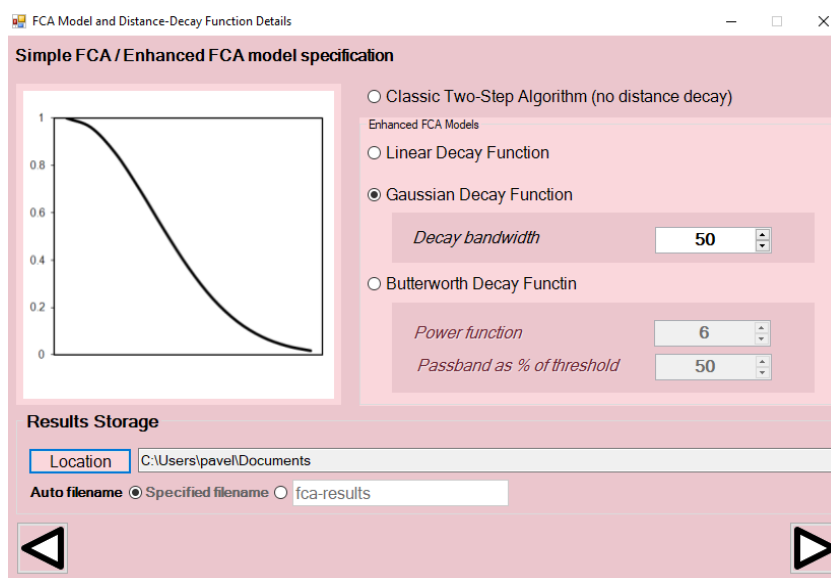 FCA Model and Distance-Decay Function Details
Simple FCA / Enhanced FCA model specification
1
0.8
0.6
0.4
0.2
0
Classic Two-Step Algorithm (no distance decay)
Enhanced FCA Models
Linear Decay Function
Gaussian Decay Function
Decay bandwidth 50
Butterworth Decay Functin
Power function 6
Passband as % of threshold 50
Results Storage
Location C:\Users\pavel\Documents
Auto filename Specified filename fca-results